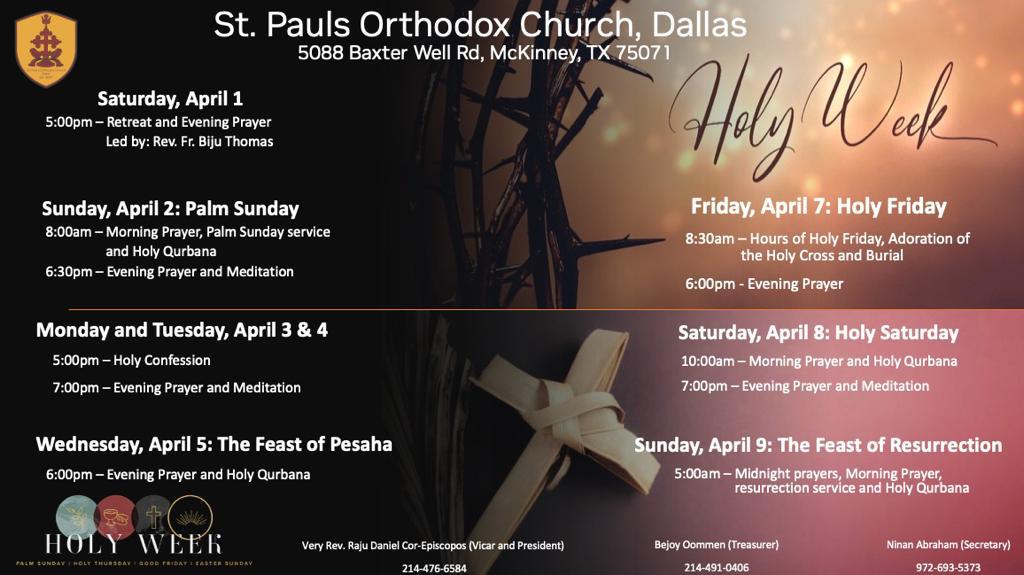 St. Pauls Orthodox Church, Dallas
5088 Baxter Well Rd, McKinney, TX 75071
Holy Week
Saturday, April 1
5:00pm – Retreat and Evening Prayer
Led by: Rev. Fr. Biju Thomas
Sunday, April 2: Palm Sunday
8:00am – Morning Prayer, Palm Sunday service
and Holy Qurbana
6:30pm – Evening Prayer and Meditation
Monday and Tuesday, April 3 & 4
5:00pm – Holy Confession
7:00pm – Evening Prayer and Meditation
Wednesday, April 5: The Feast of Pesaha
6:00pm – Evening Prayer and Holy Qurbana
Friday, April 7: Holy Friday
8:30am – Hours of Holy Friday, Adoration of
the Holy Cross and Burial
6:00pm - Evening Prayer
Saturday, April 8: Holy Saturday
10:00am – Morning Prayer and Holy Qurbana
7:00pm – Evening Prayer and Meditation
Sunday, April 9: The Feast of Resurrection
5:00am – Midnight prayers, Morning Prayer,
resurrection service and Holy Qurbana
HOLY WEEK
PALM SUNDAY | HOLY THURSDAY | GOOD FRIDAY | EASTER SUNDAY
Very Rev. Raju Daniel Cor-Episcopos (Vicar and President)
214-476-6584
Bejoy Oommen (Treasurer)
214-491-0406
Ninan Abraham (Secretary)
972-693-5373